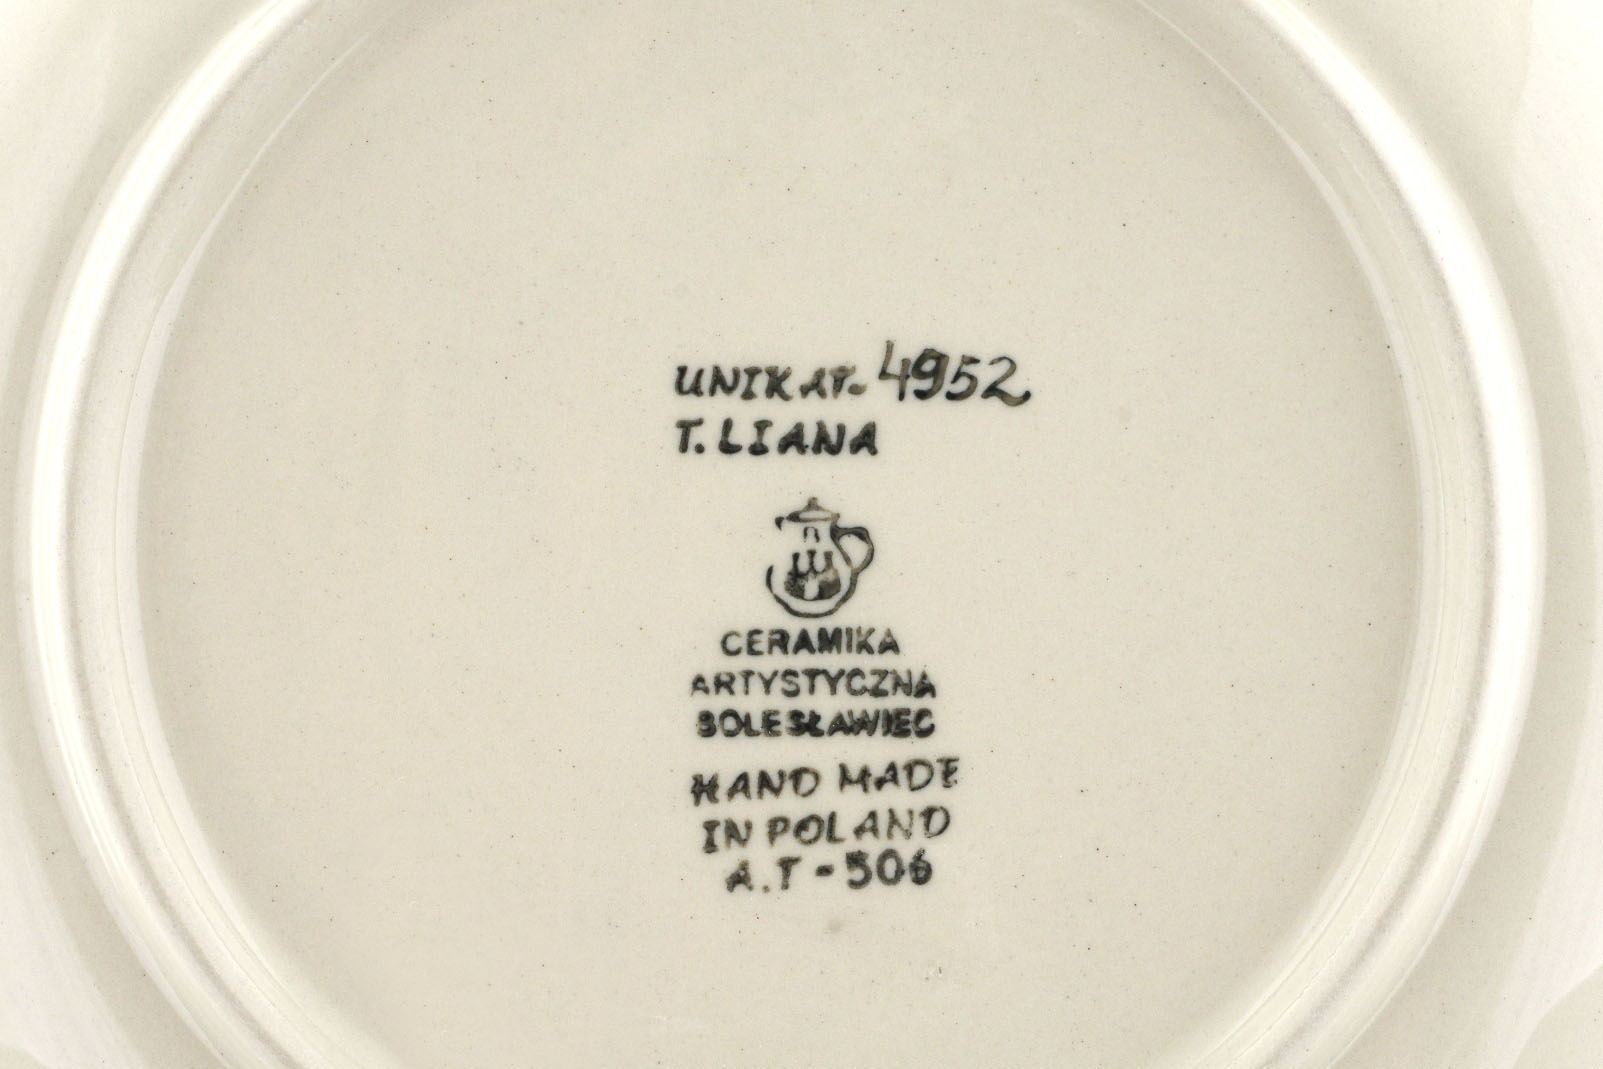 UNIKAT-4952
T. LIANA
CERAMIKA
ARTYSTYCZNA
BOLESŁAWIEC
HAND MADE
IN POLAND
A.T-506